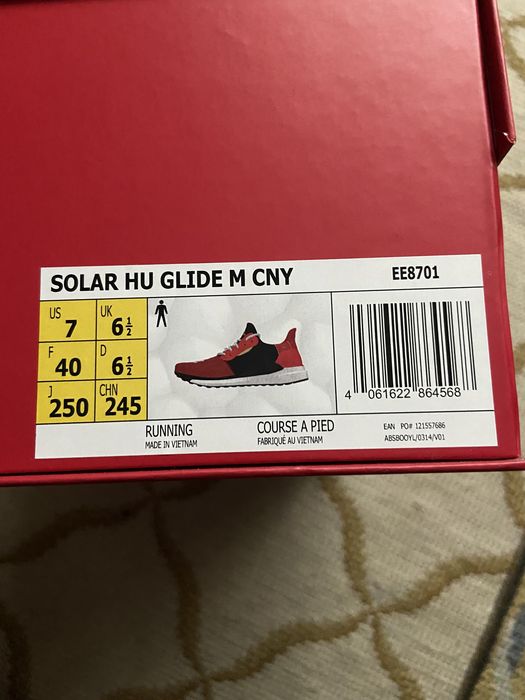 SOLAR HU GLIDE M CNY EE8701
US 7 UK 6½
F 40 D 6½
J 250 CHN 245
4 061622 864568
RUNNING COURSE A PIED EAN PO# 121557686
MADE IN VIETNAM FABRIQUÉ AU VIETNAM ABSBOOYL/0314/V01